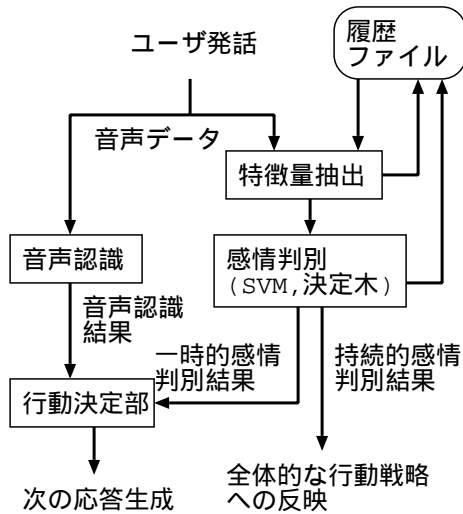 ユーザ発話
履歴
ファイル
音声データ
特徴量抽出
音声認識
感情判別
(SVM,決定木)
音声認識
結果
一時的感情
判別結果
持続的感情
判別結果
行動決定部
次の応答生成
全体的な行動戦略
への反映